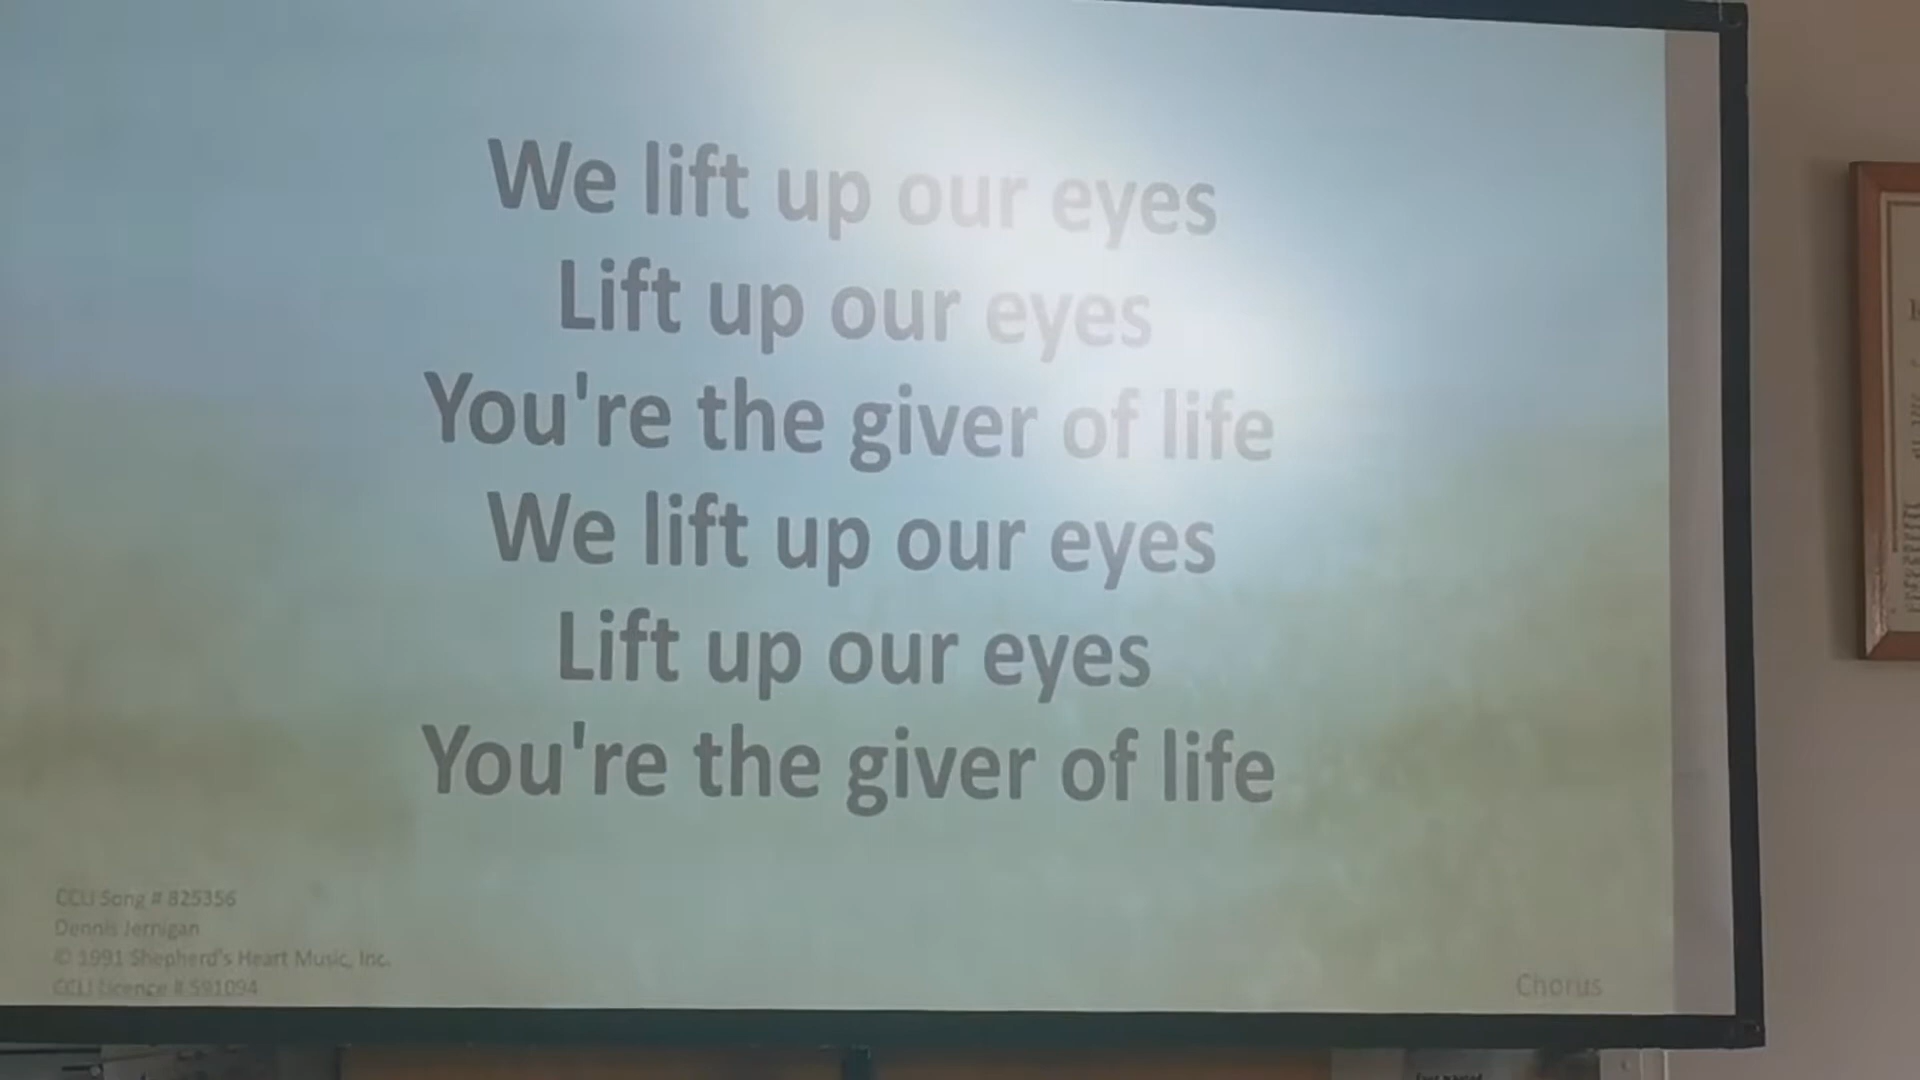 We lift up our eyes
Lift up our eyes
You're the giver of life
We lift up our eyes
Lift up our eyes
You're the giver of life
CCLI Song # 825356
Dennis Jernigan
© 1991 Shepherd's Heart Music, Inc.
CCLI Licence # 591094
Chorus